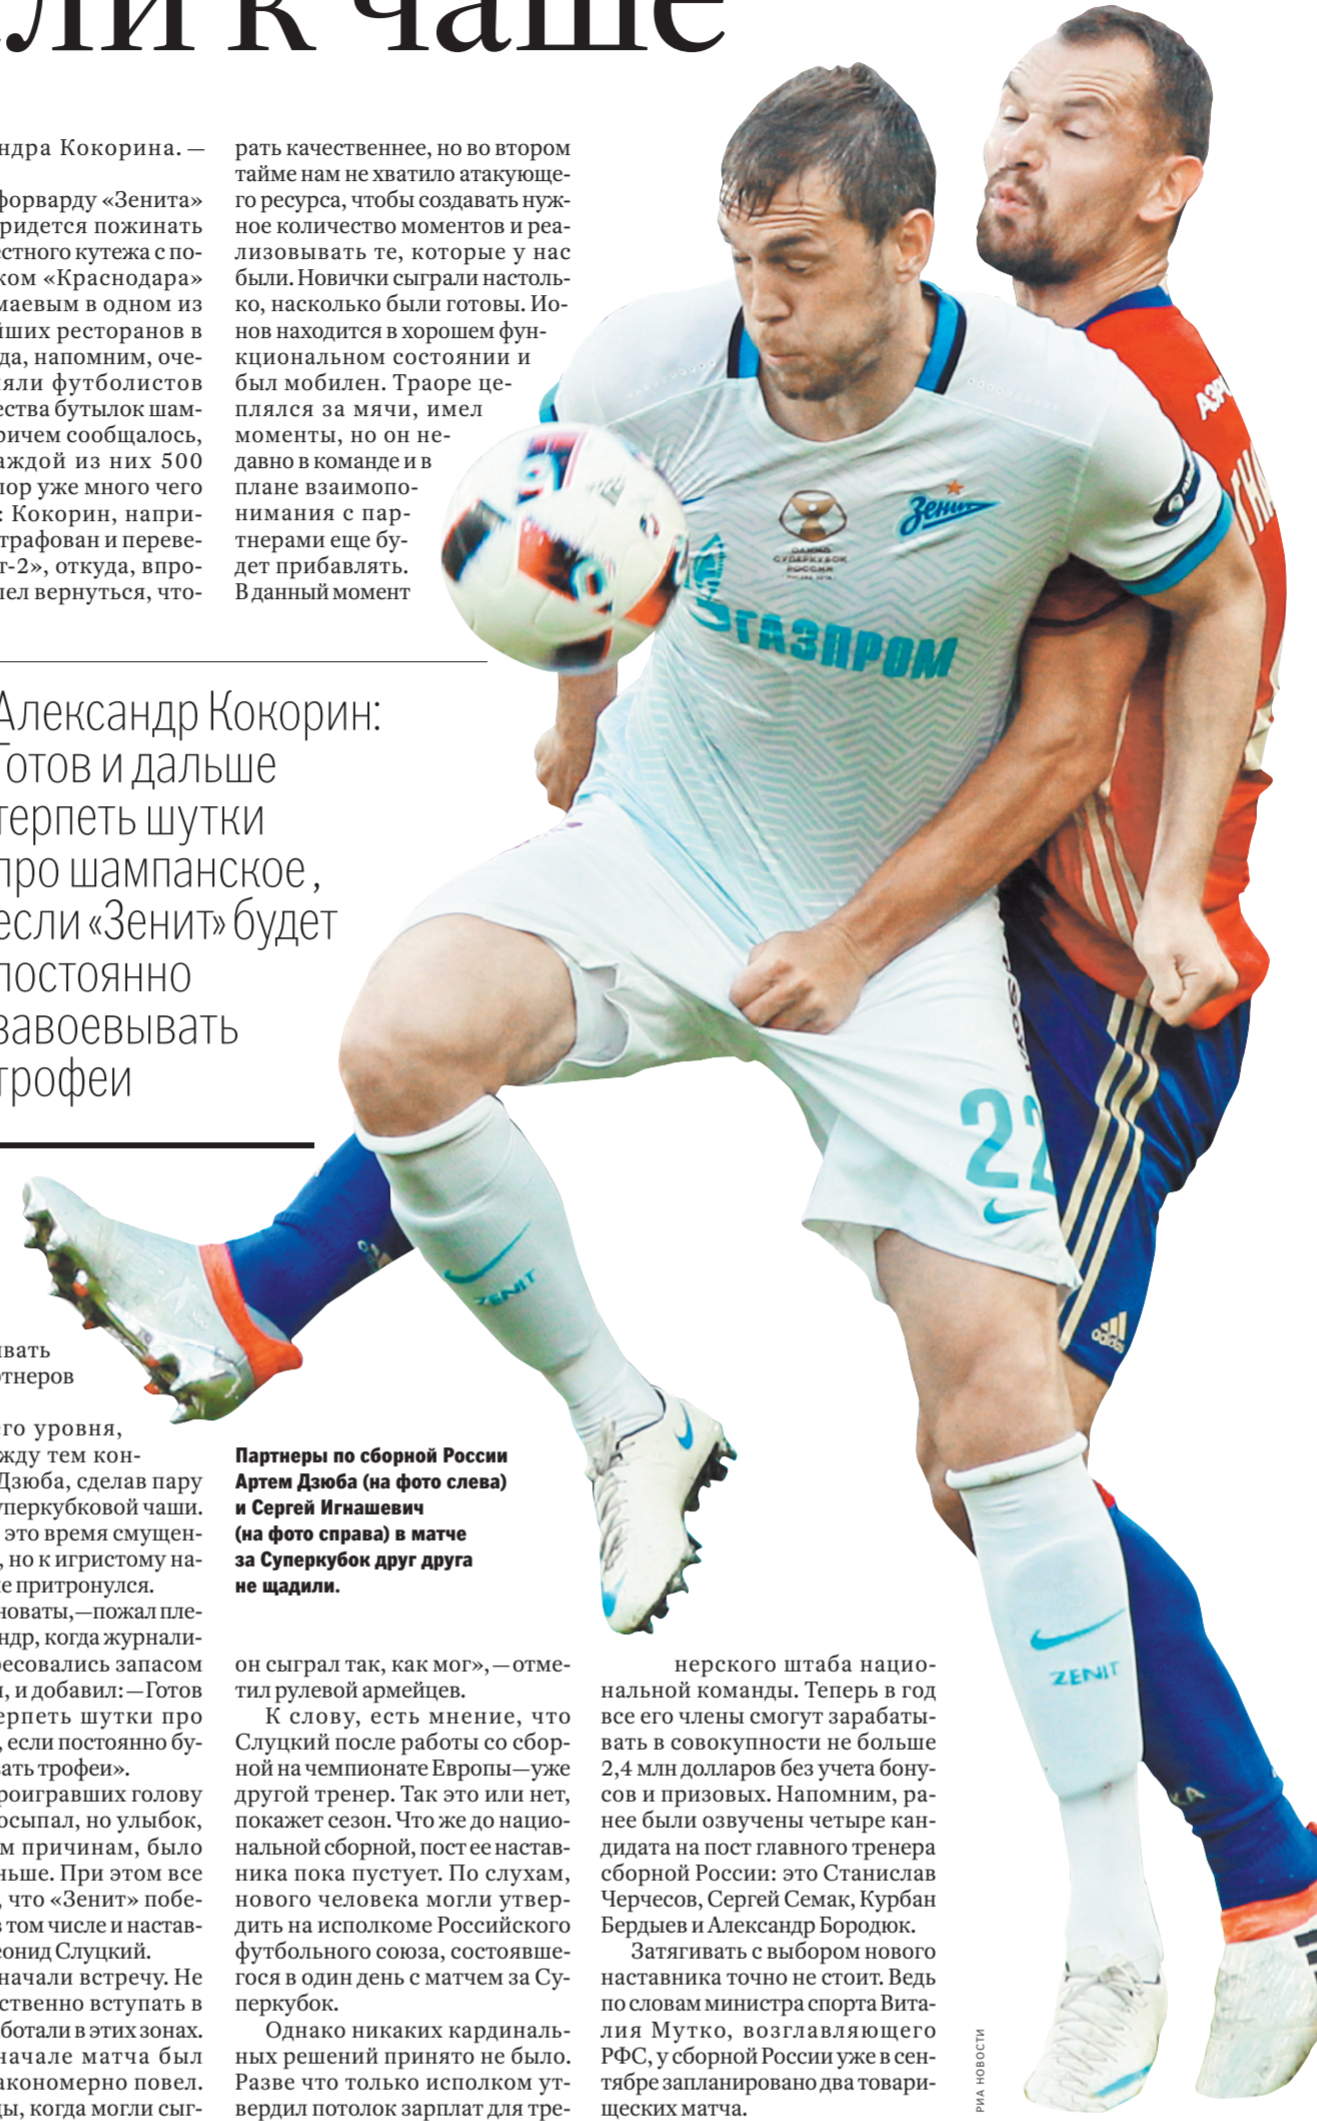 ли к чаше
ндра Кокорина. —
форварду «Зенита»
ридется пожинать
естного кутежа с по-
ком «Краснодара»
маевым в одном из
йших ресторанов в
да, напомним, оче-
ляли футболистов
ества бутылок шам-
ричем сообщалось,
аждой из них 500
пор уже много чего
: Кокорин, напри-
трафован и переве-
т-2», откуда, впро-
пел вернуться, что-
рать качественнее, но во втором
тайме нам не хватило атакующе-
го ресурса, чтобы создавать нуж-
ное количество моментов и реа-
лизовывать те, которые у нас
были. Новички сыграли настоль-
ко, насколько были готовы. Ио-
нов находится в хорошем фун-
кциональном состоянии и
был мобилен. Траоре це-
плялся за мячи, имел
моменты, но он не-
давно в команде и в
плане взаимопо-
нимания с пар-
тнерами еще бу-
дет прибавлять.
В данный момент
Александр Кокорин:
Готов и дальше
терпеть шутки
про шампанское,
если «Зенит» будет
постоянно
завоевывать
трофеи
Зенит
СУПЕРКУБОК
РОССИИ
ГАЗПРОМ
22
ZENIT
adidas
ZENIT
КА
ивать
ртнеров
его уровня,
жду тем кон-
Дзюба, сделав пару
уперкубковой чаши.
это время смущен-
, но к игристому на-
е притронулся.
новаты,—пожал пле-
ндр, когда журнали-
ресовались запасом
и, и добавил:—Готов
ерпеть шутки про
, если постоянно бу-
ать трофеи».
роигравших голову
осыпал, но улыбок,
м причинам, было
ньше. При этом все
, что «Зенит» побе-
в том числе и настав-
еонид Слуцкий.
начали встречу. Не
ственно вступать в
ботали в этих зонах.
начале матча был
акономерно повел.
ды, когда могли сыг-
Партнеры по сборной России
Артем Дзюба (на фото слева)
и Сергей Игнашевич
(на фото справа) в матче
за Суперкубок друг друга
не щадили.
он сыграл так, как мог»,—отме-
тил рулевой армейцев.
К слову, есть мнение, что
Слуцкий после работы со сбор-
ной на чемпионате Европы—уже
другой тренер. Так это или нет,
покажет сезон. Что же до нацио-
нальной сборной, пост ее настав-
ника пока пустует. По слухам,
нового человека могли утвер-
дить на исполкоме Российского
футбольного союза, состоявше-
гося в один день с матчем за Су-
перкубок.
Однако никаких кардиналь-
ных решений принято не было.
Разве что только исполком ут-
вердил потолок зарплат для тре-
нерского штаба нацио-
нальной команды. Теперь в год
все его члены смогут зарабаты-
вать в совокупности не больше
2,4 млн долларов без учета бону-
сов и призовых. Напомним, ра-
нее были озвучены четыре кан-
дидата на пост главного тренера
сборной России: это Станислав
Черчесов, Сергей Семак, Курбан
Бердыев и Александр Бородюк.
Затягивать с выбором нового
наставника точно не стоит. Ведь
по словам министра спорта Вита-
лия Мутко, возглавляющего
РФС, у сборной России уже в сен-
тябре запланировано два товари-
щеских матча.
РИА НОВОСТИ